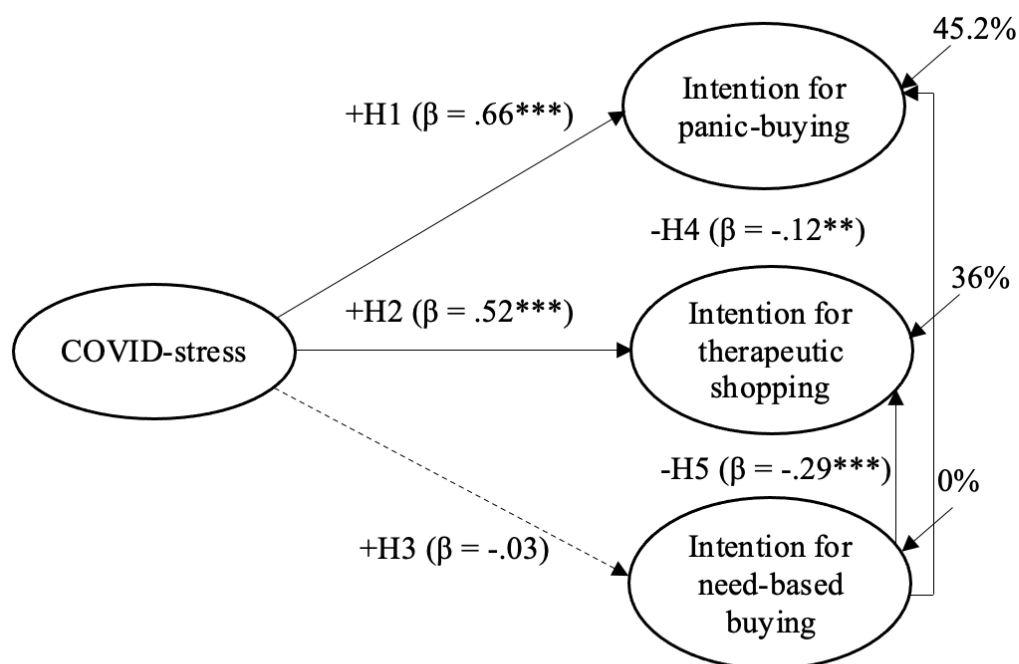 45.2%
Intention for
panic-buying
+H1 (β = .66***)
-H4 (β = -.12**)
36%
Intention for
therapeutic
shopping
+H2 (β = .52***)
COVID-stress
-H5 (β = -.29***)
0%
+H3 (β = -.03)
Intention for
need-based
buying